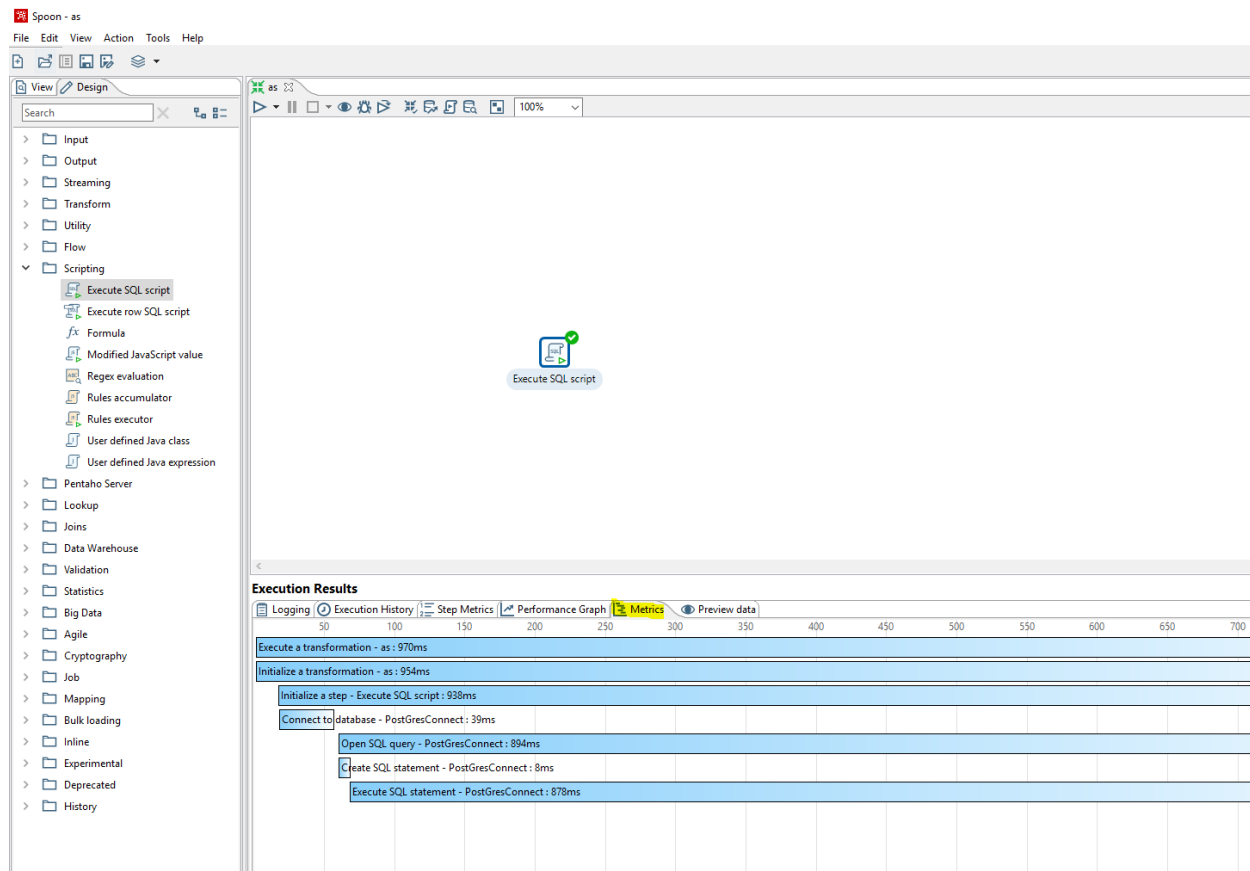 Spoon - as
File Edit View Action Tools Help
View Design
Search
Input
Output
Streaming
Transform
Utility
Flow
Scripting
Execute SQL script
Execute row SQL script
fx Formula
Modified JavaScript value
Regex evaluation
Rules accumulator
Rules executor
User defined Java class
User defined Java expression
Pentaho Server
Lookup
Joins
Data Warehouse
Validation
Statistics
Big Data
Agile
Cryptography
Job
Mapping
Bulk loading
Inline
Experimental
Deprecated
History
as
100%
Execute SQL script
Execution Results
Logging Execution History Step Metrics Performance Graph Metrics Preview data
50 100 150 200 250 300 350 400 450 500 550 600 650 700
Execute a transformation - as : 970ms
Initialize a transformation - as : 954ms
Initialize a step - Execute SQL script : 938ms
Connect to database - PostGresConnect : 39ms
Open SQL query - PostGresConnect : 894ms
Create SQL statement - PostGresConnect : 8ms
Execute SQL statement - PostGresConnect : 878ms